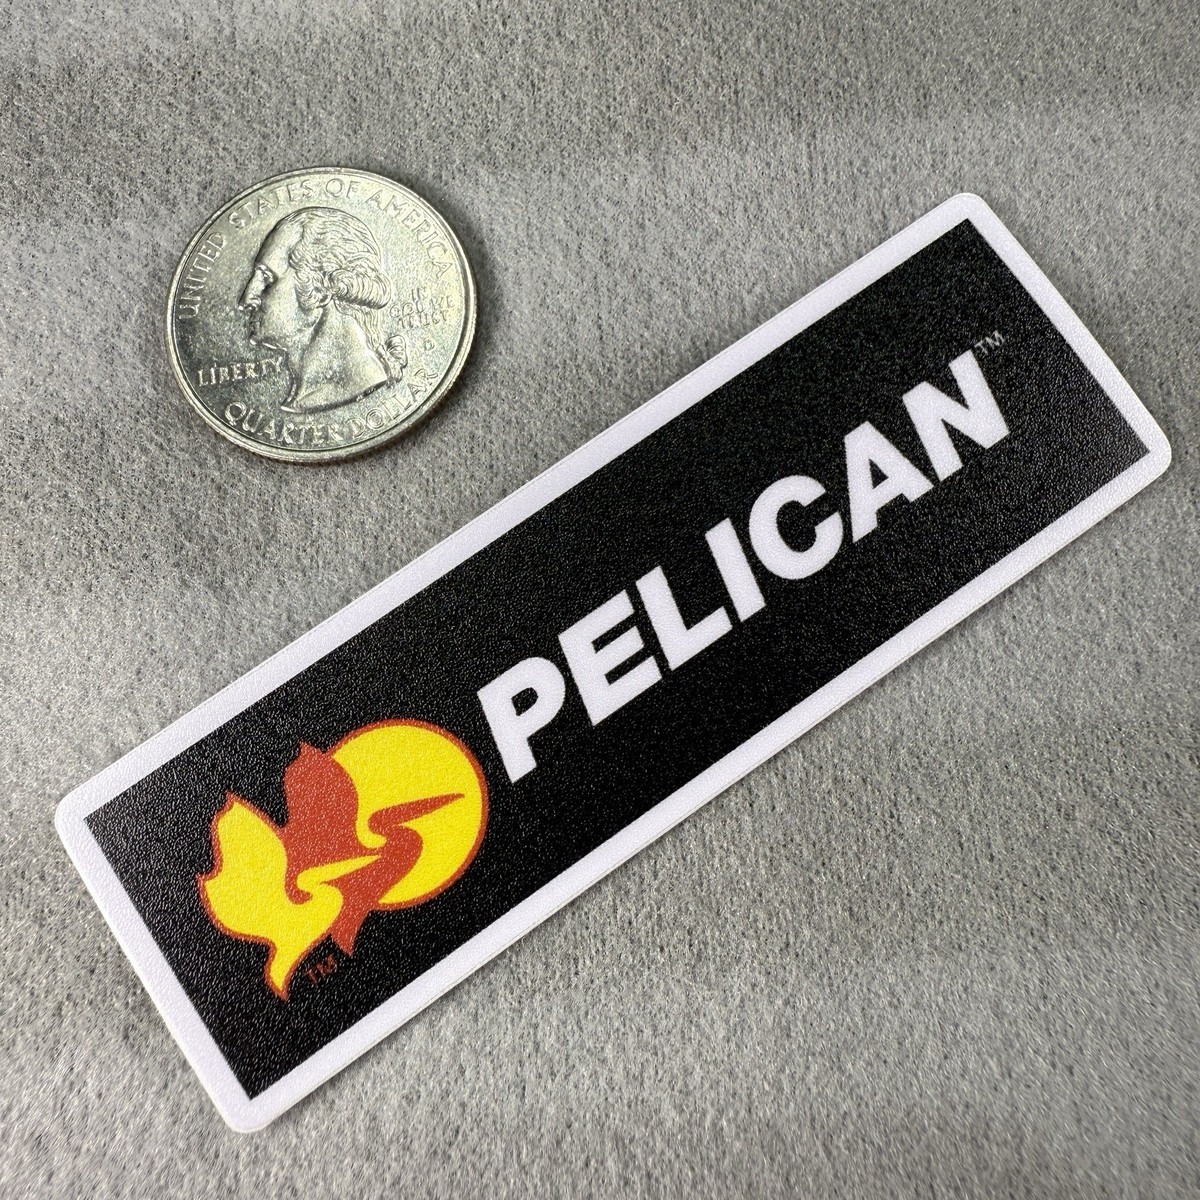 UNITED STATES OF AMERICA
LIBERTY
IN
GOD WE
TRUST
D
QUARTER DOLLAR
PELICAN™
™